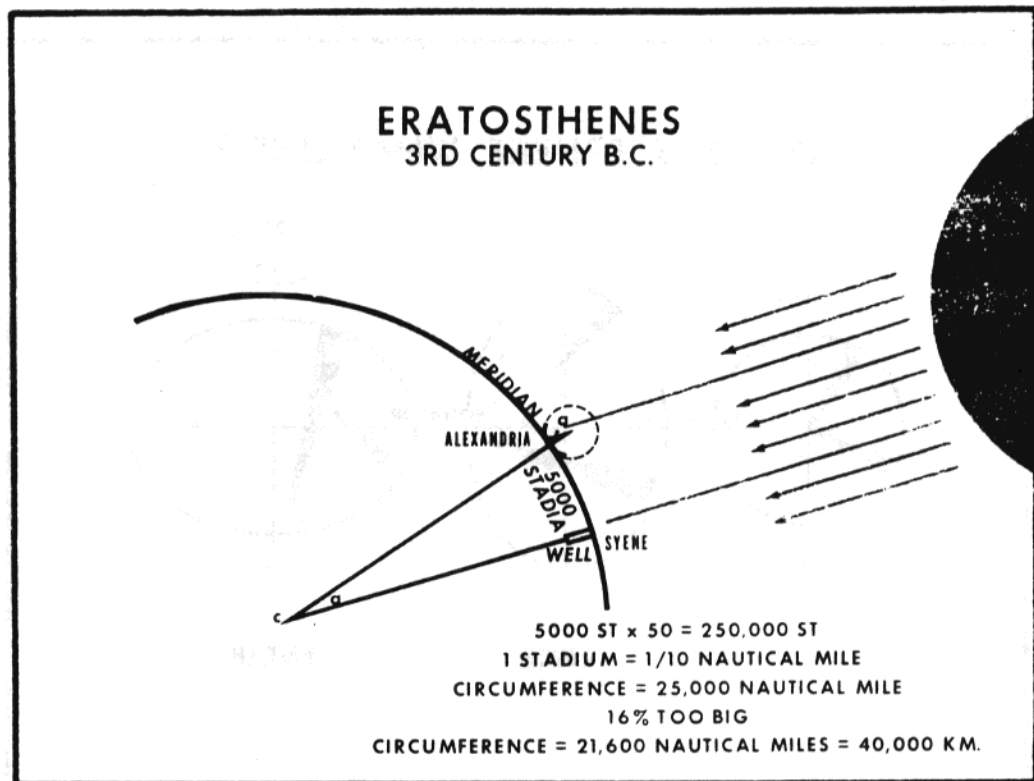 ERATOSTHENES
3RD CENTURY B.C.
MERIDIAN
a
ALEXANDRIA
5000
STADIA
WELL
SYENE
a
c
5000 ST x 50 = 250,000 ST
1 STADIUM = 1/10 NAUTICAL MILE
CIRCUMFERENCE = 25,000 NAUTICAL MILE
16% TOO BIG
CIRCUMFERENCE = 21,600 NAUTICAL MILES = 40,000 KM.